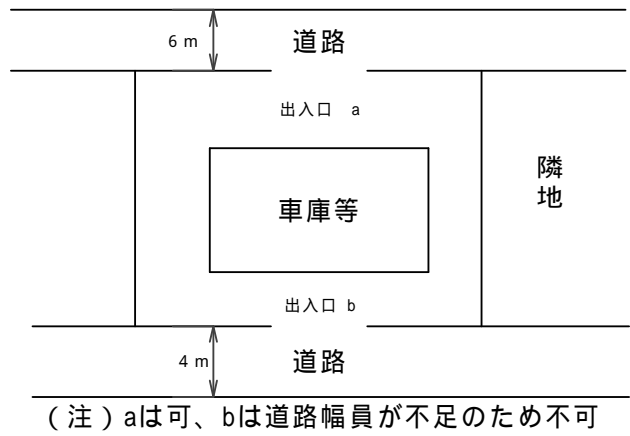 6 m
道路
出入口 a
隣地
車庫等
出入口 b
4 m
道路
(注)aは可、bは道路幅員が不足のため不可